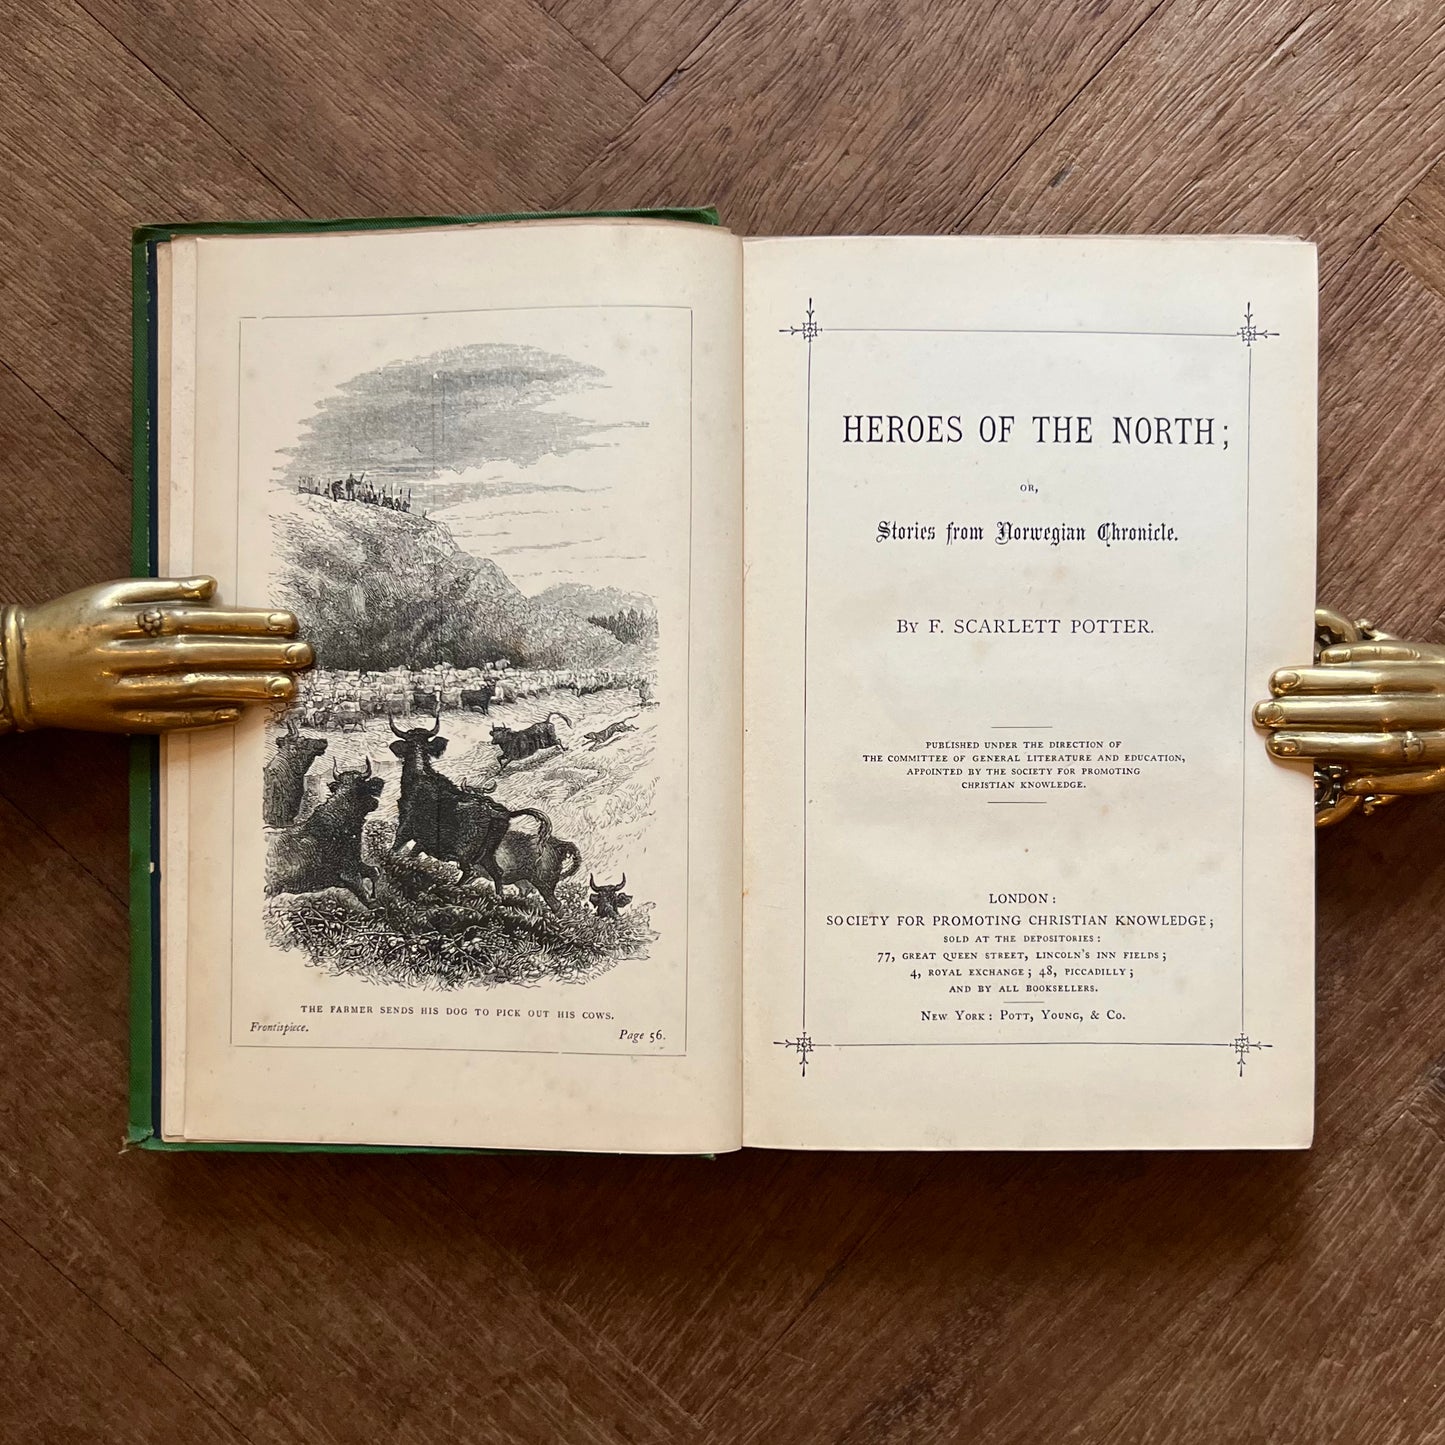 THE FARMER SENDS HIS DOG TO PICK OUT HIS COWS.
Frontispiece.
Page 56.
HEROES OF THE NORTH;
OR,
Stories from Norwegian Chronicle.
BY F. SCARLETT POTTER.
PUBLISHED UNDER THE DIRECTION OF
THE COMMITTEE OF GENERAL LITERATURE AND EDUCATION,
APPOINTED BY THE SOCIETY FOR PROMOTING
CHRISTIAN KNOWLEDGE.
LONDON:
SOCIETY FOR PROMOTING CHRISTIAN KNOWLEDGE;
SOLD AT THE DEPOSITORIES:
77, GREAT QUEEN STREET, LINCOLN'S INN FIELDS;
4, ROYAL EXCHANGE; 48, PICCADILLY;
AND BY ALL BOOKSELLERS.
NEW YORK: POTT, YOUNG, & CO.